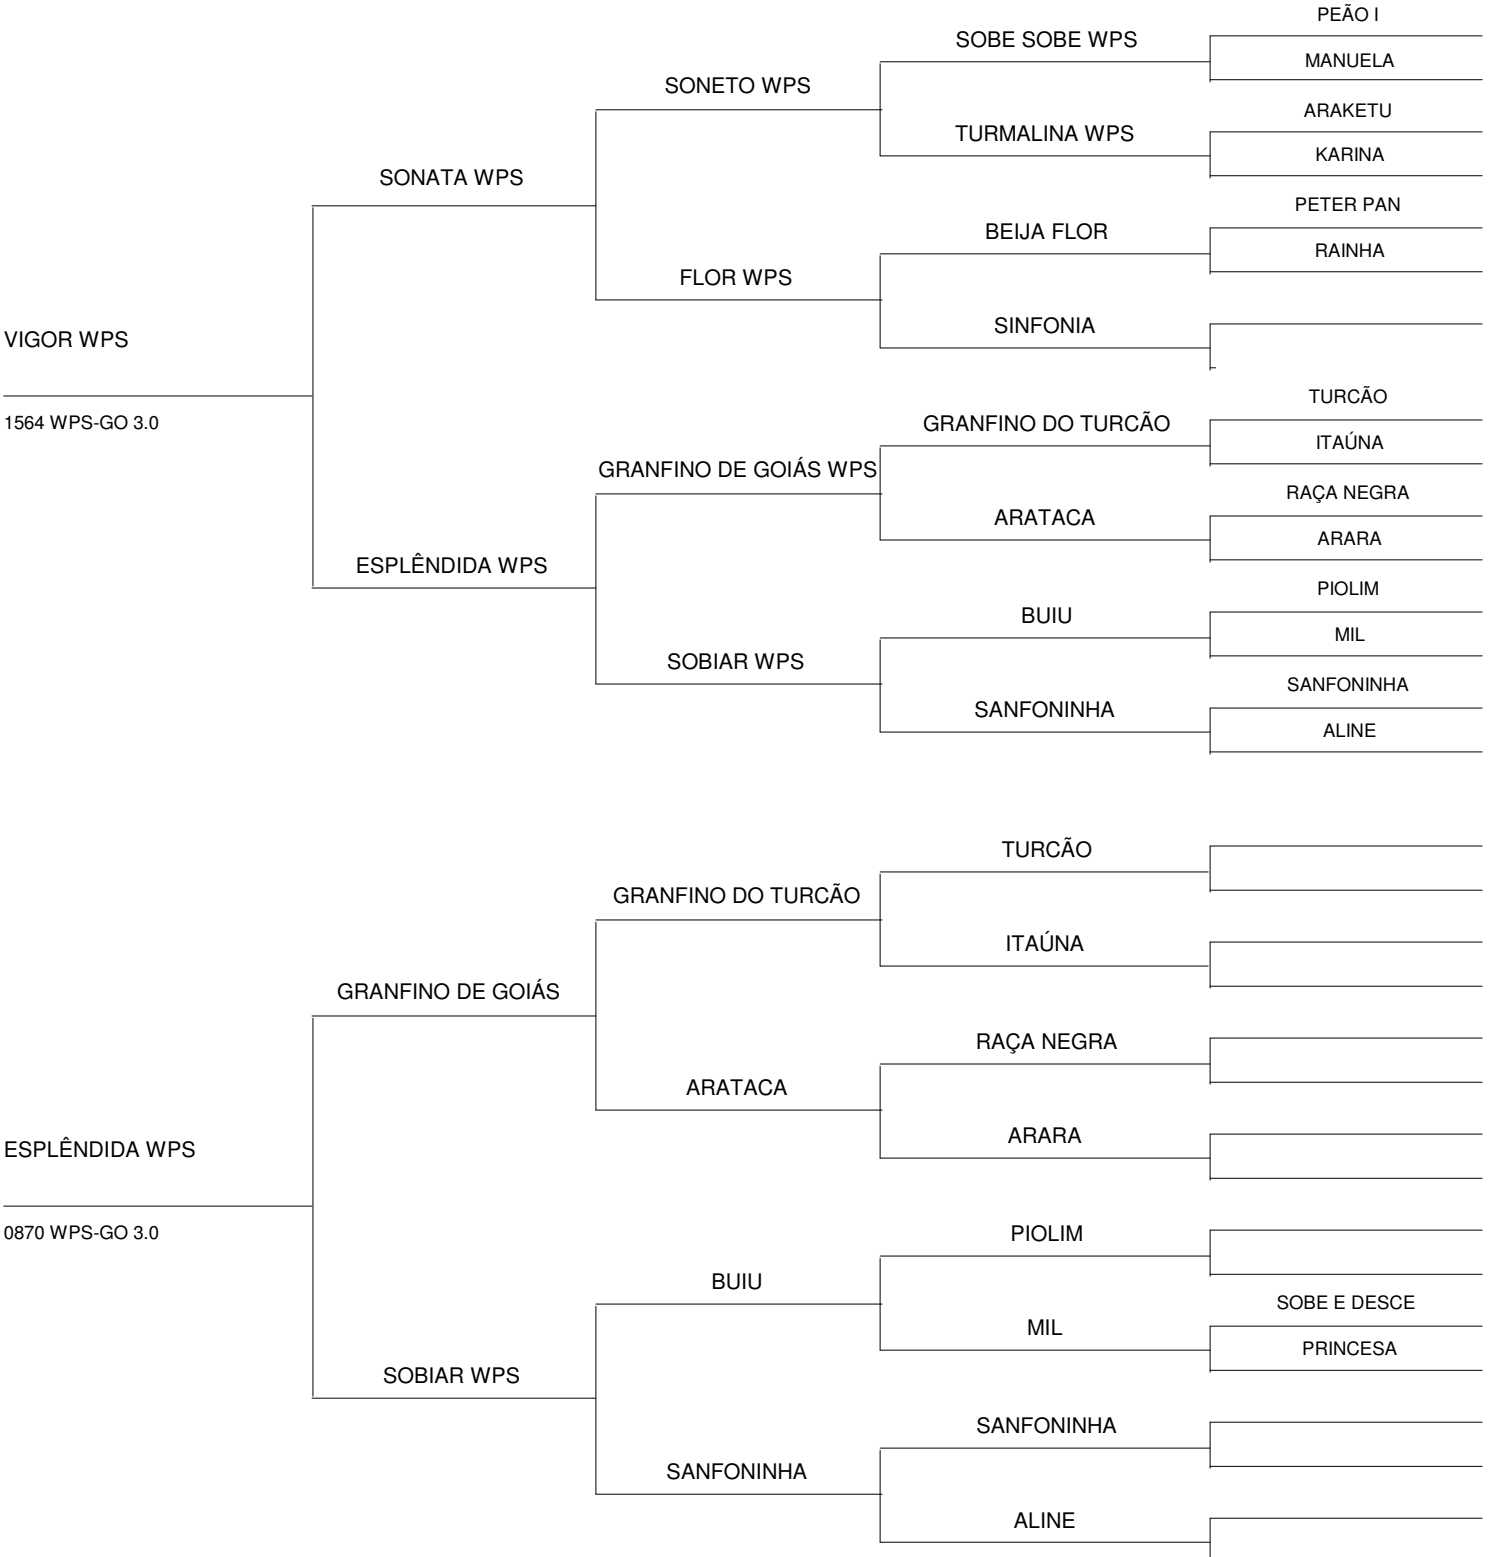 PEÃO I
SOBE SOBE WPS
MANUELA
SONETO WPS
ARAKETU
TURMALINA WPS
KARINA
SONATA WPS
PETER PAN
BEIJA FLOR
RAINHA
FLOR WPS
SINFONIA
VIGOR WPS
1564 WPS-GO 3.0
TURCÃO
GRANFINO DO TURCÃO
ITAÚNA
GRANFINO DE GOIÁS WPS
RAÇA NEGRA
ARATACA
ARARA
ESPLÊNDIDA WPS
PIOLIM
BUIU
MIL
SOBIAR WPS
SANFONINHA
SANFONINHA
ALINE
TURCÃO
GRANFINO DO TURCÃO
ITAÚNA
GRANFINO DE GOIÁS
RAÇA NEGRA
ARATACA
ARARA
ESPLÊNDIDA WPS
0870 WPS-GO 3.0
PIOLIM
BUIU
SOBE E DESCE
MIL
PRINCESA
SOBIAR WPS
SANFONINHA
SANFONINHA
ALINE